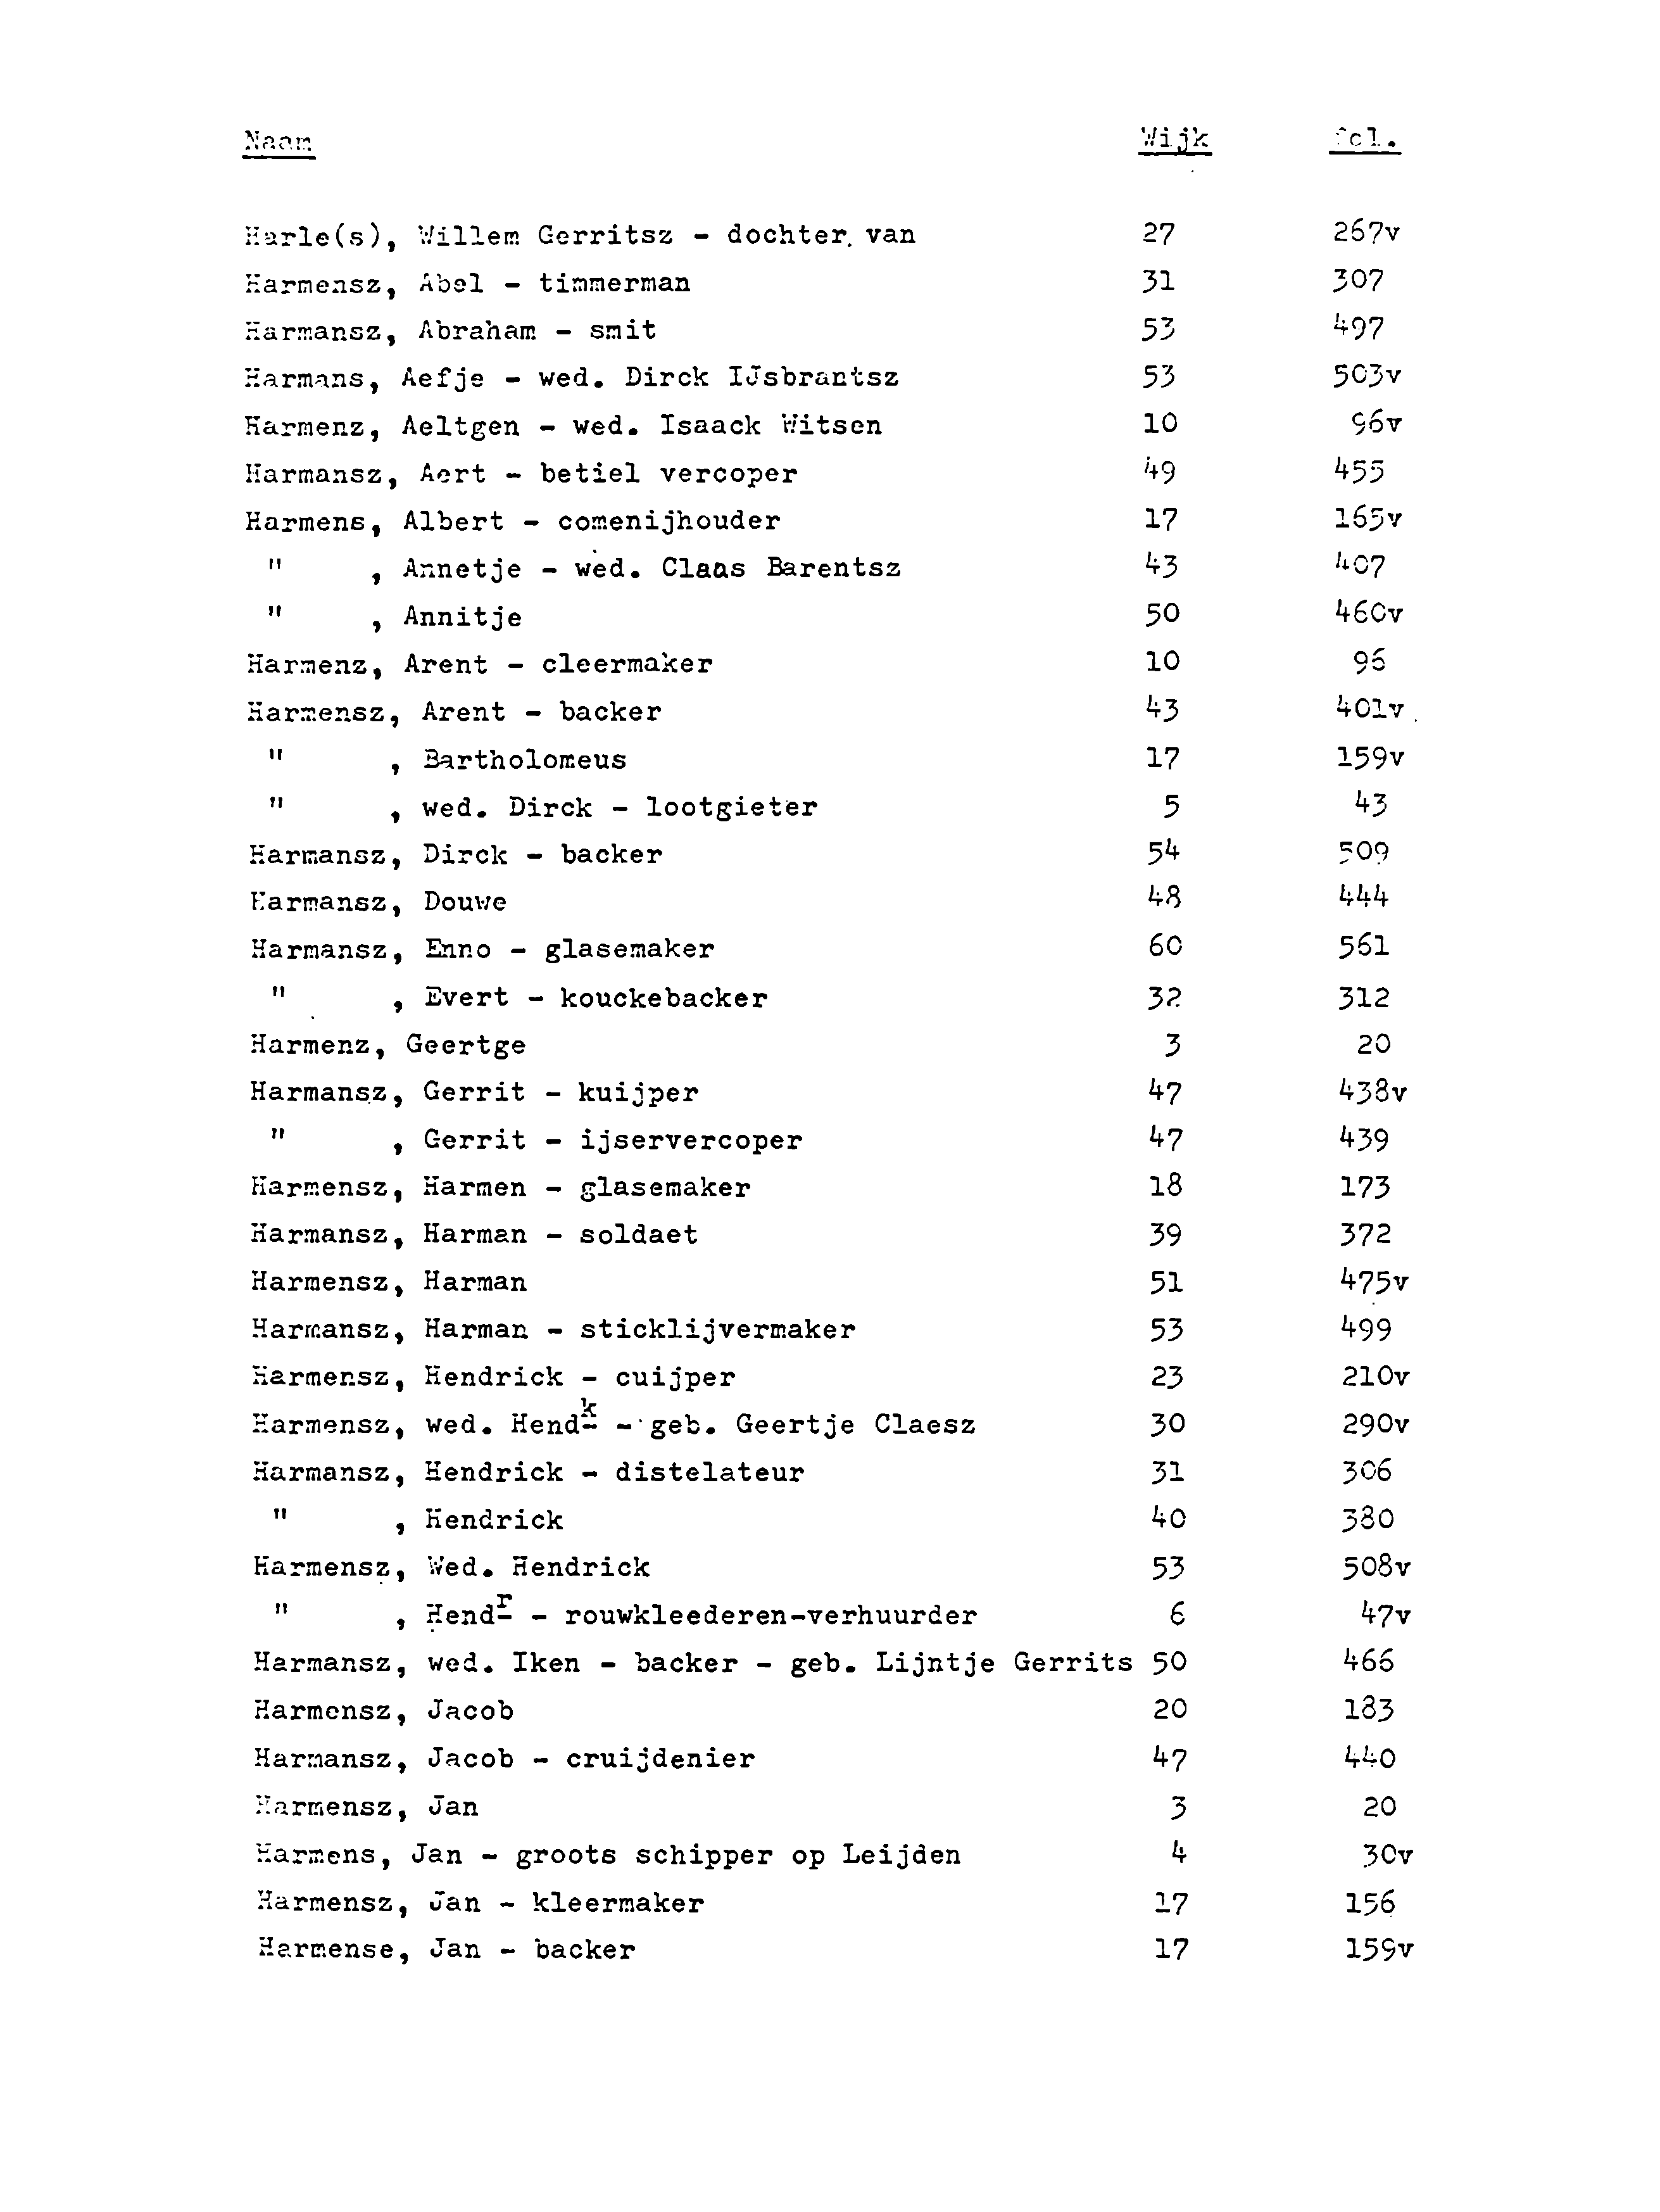 Naam Wijk fol.
Harle(s), Willem Gerritsz - dochter van 27 267v
Harmensz, Abel - timmerman 31 307
Harmansz, Abraham - smit 53 497
Harmans, Aefje - wed. Dirck IJsbrantsz 53 503v
Harmenz, Aeltgen - wed. Isaack Witsen 10 96v
Harmansz, Aert - betiel vercoper 49 455
Harmens, Albert - comenijhouder 17 165v
" , Annetje - wed. Claas Barentsz 43 407
" , Annitje 50 460v
Harmenz, Arent - cleermaker 10 96
Harmensz, Arent - backer 43 401v
" , Bartholomeus 17 159v
" , wed. Dirck - lootgieter 5 43
Harmansz, Dirck - backer 54 509
Harmansz, Douwe 48 444
Harmansz, Enno - glasemaker 60 561
" , Evert - kouckebacker 32 312
Harmenz, Geertge 3 20
Harmansz, Gerrit - kuijper 47 438v
" , Gerrit - ijservercoper 47 439
Harmensz, Harmen - glasemaker 18 173
Harmansz, Harman - soldaet 39 372
Harmensz, Harman 51 475v
Harmansz, Harman - sticklijvermaker 53 499
Harmensz, Hendrick - cuijper 23 210v
Harmensz, wed. Hendk - geb. Geertje Claesz 30 290v
Harmansz, Hendrick - distelateur 31 306
" , Hendrick 40 380
Harmensz, Wed. Hendrick 53 508v
" , Hendr - rouwkleederen-verhuurder 6 47v
Harmansz, wed. Iken - backer - geb. Lijntje Gerrits 50 466
Harmensz, Jacob 20 183
Harmansz, Jacob - cruijdenier 47 440
Harmensz, Jan 3 20
Harmens, Jan - groots schipper op Leijden 4 30v
Harmensz, Jan - kleermaker 17 156
Harmense, Jan - backer 17 159v